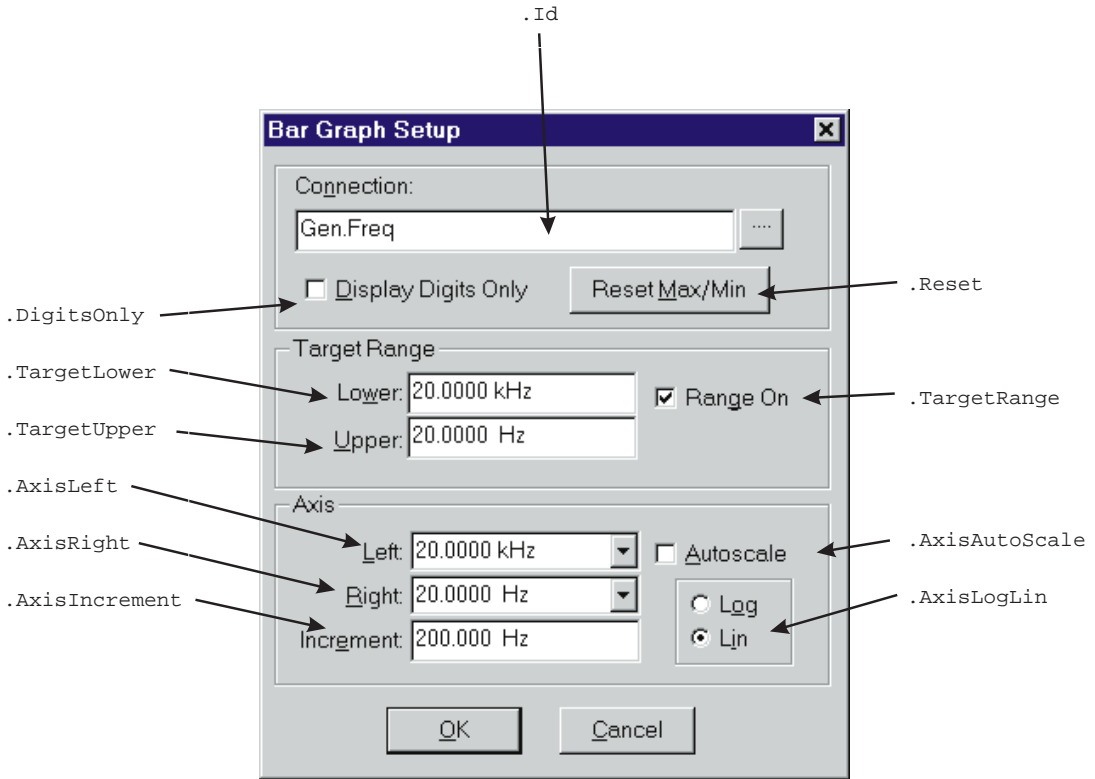 .Id
Bar Graph Setup
Connection:
Gen.Freq
....
Display Digits Only
Reset Max/Min
.Reset
.DigitsOnly
Target Range
.TargetLower
Lower: 20.0000 kHz
Range On
.TargetRange
.TargetUpper
Upper: 20.0000 Hz
.AxisLeft
Axis
Left: 20.0000 kHz
Autoscale
.AxisAutoScale
.AxisRight
Right: 20.0000 Hz
Log
.AxisLogLin
.AxisIncrement
Increment: 200.000 Hz
Lin
OK
Cancel